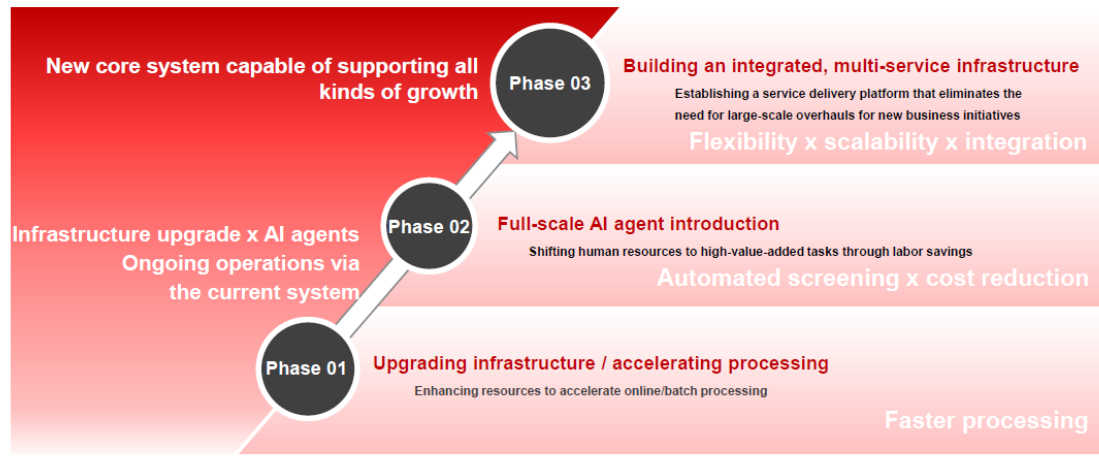 New core system capable of supporting all
kinds of growth
Phase 03
Building an integrated, multi-service infrastructure
Establishing a service delivery platform that eliminates the
need for large-scale overhauls for new business initiatives
Flexibility x scalability x integration
Infrastructure upgrade x AI agents
Ongoing operations via
the current system
Phase 02
Full-scale AI agent introduction
Shifting human resources to high-value-added tasks through labor savings
Automated screening x cost reduction
Phase 01
Upgrading infrastructure / accelerating processing
Enhancing resources to accelerate online/batch processing
Faster processing